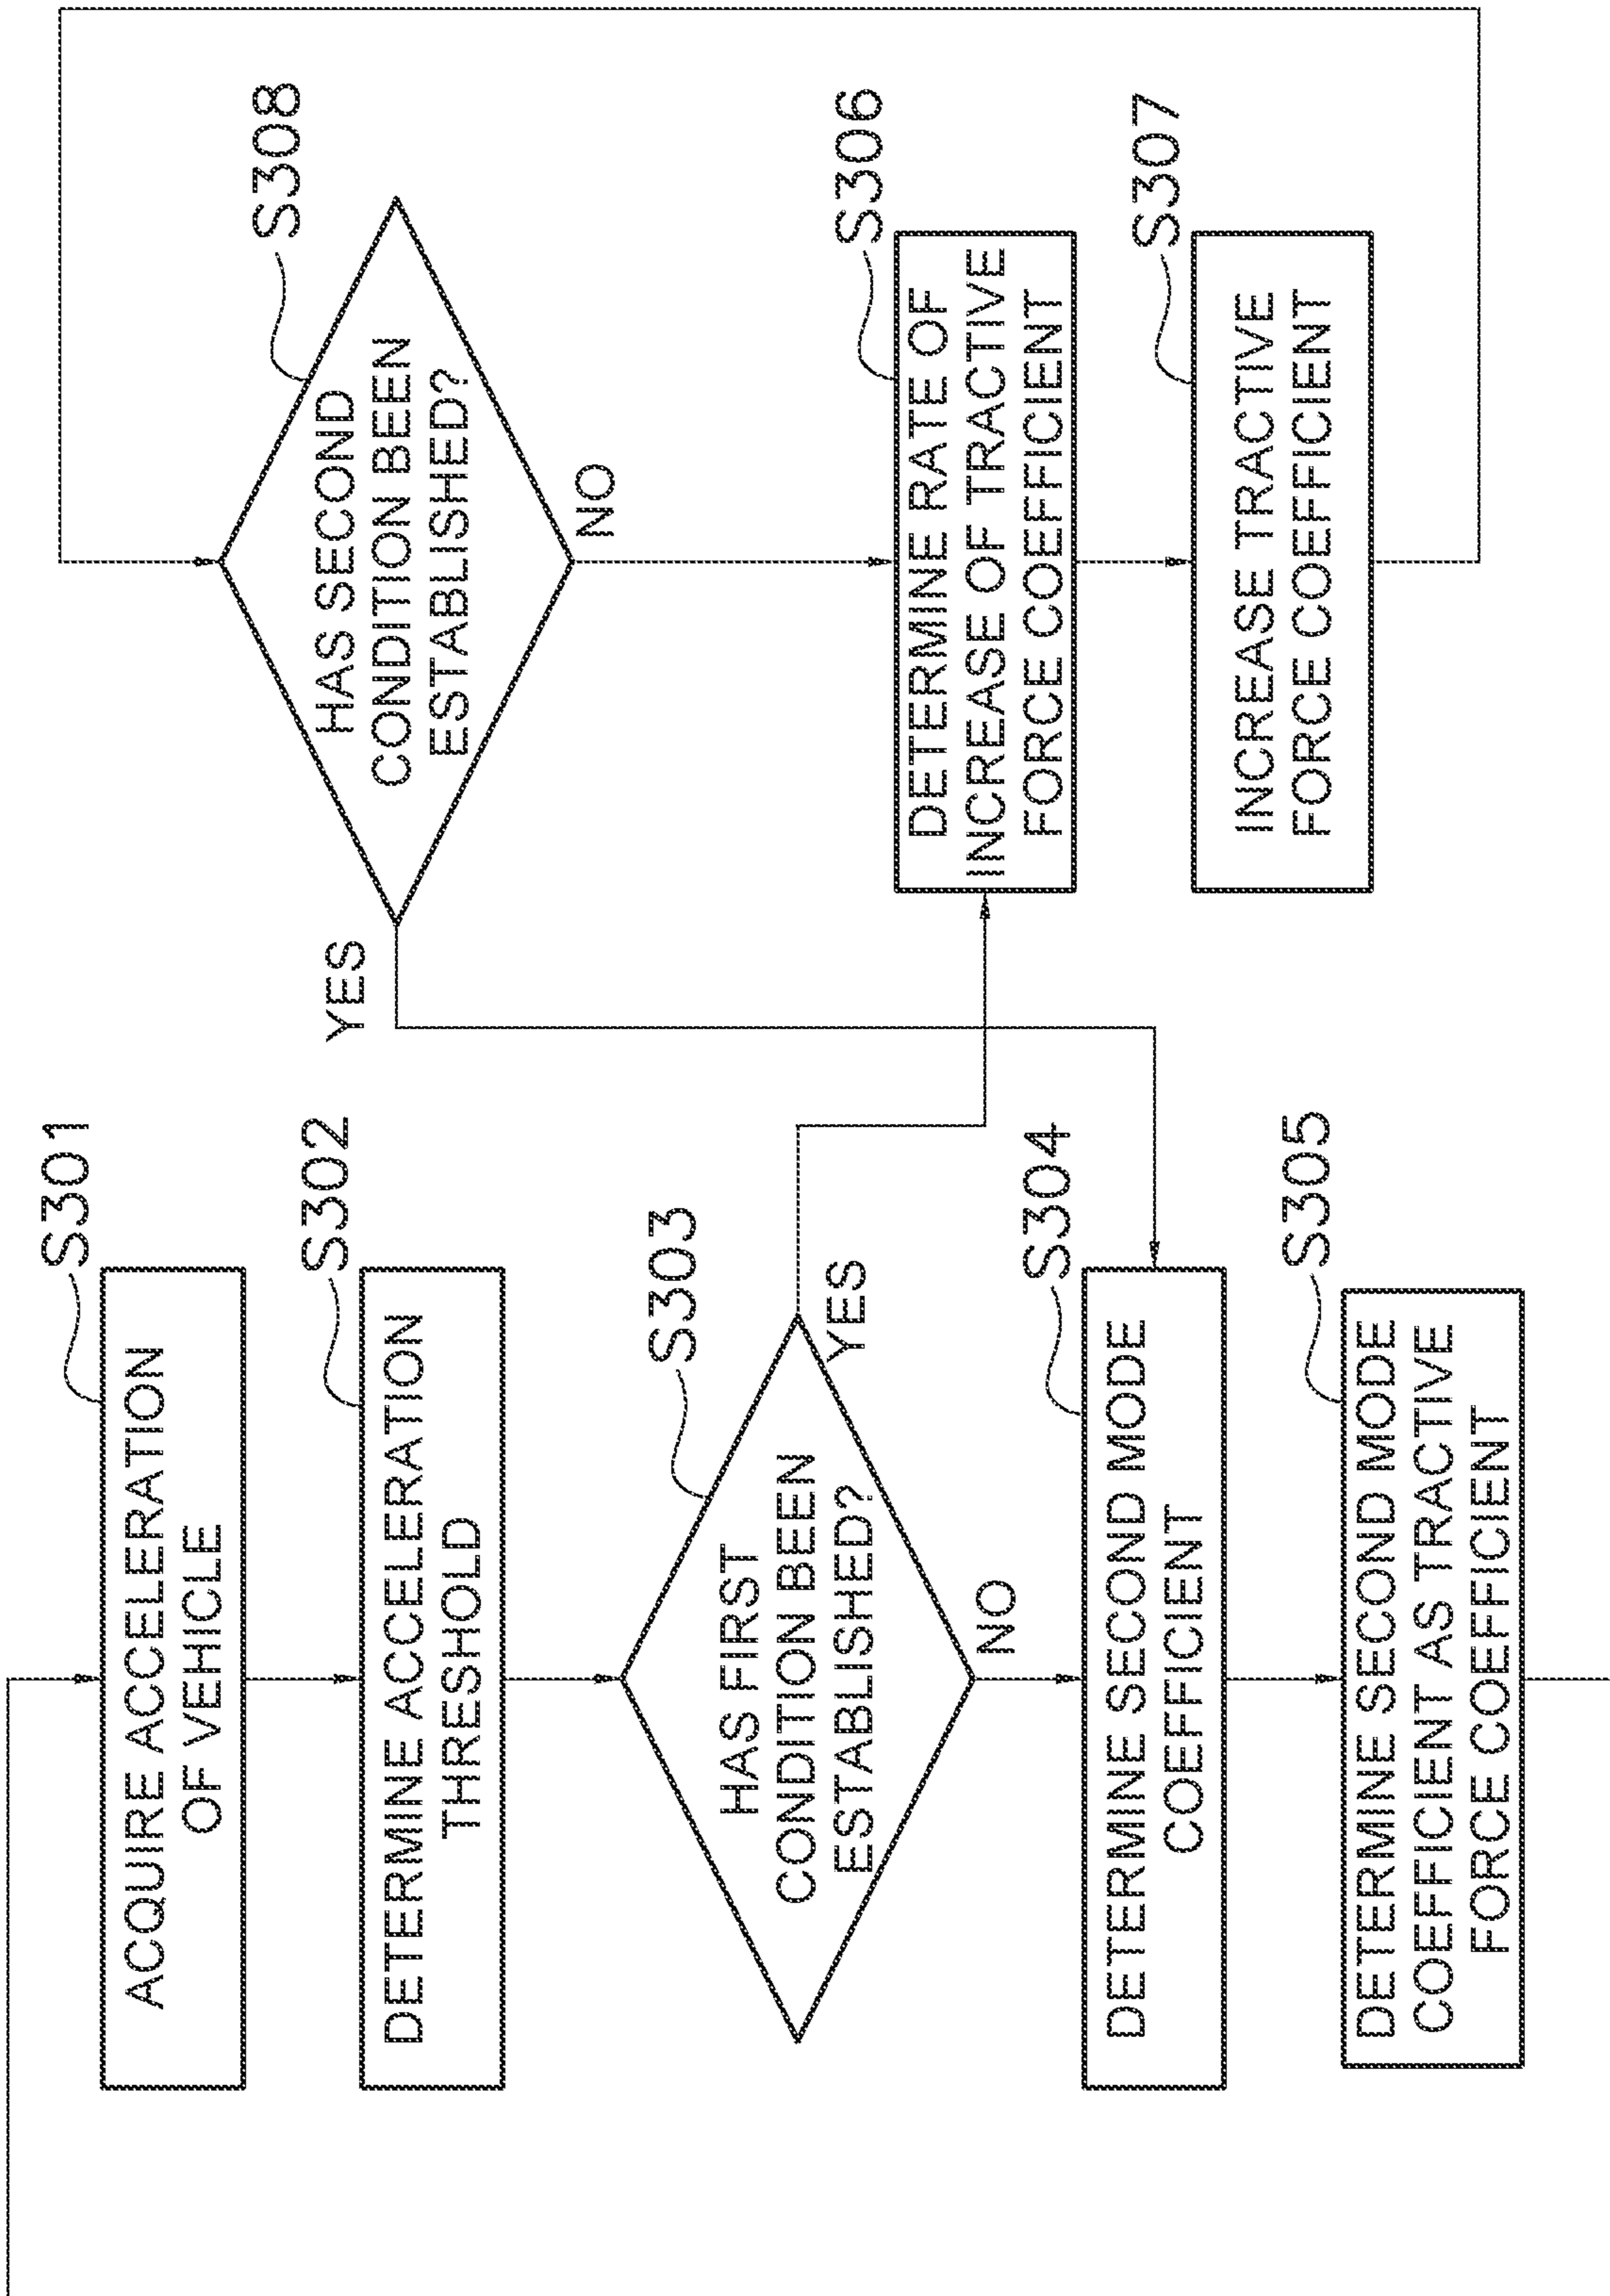 S301
ACQUIRE ACCELERATION
OF VEHICLE
S302
DETERMINE ACCELERATION
THRESHOLD
S303
HAS FIRST
CONDITION BEEN
ESTABLISHED?
YES
NO
S304
DETERMINE SECOND MODE
COEFFICIENT
S305
DETERMINE SECOND MODE
COEFFICIENT AS TRACTIVE
FORCE COEFFICIENT
S308
HAS SECOND
CONDITION BEEN
ESTABLISHED?
YES
NO
S306
DETERMINE RATE OF
INCREASE OF TRACTIVE
FORCE COEFFICIENT
S307
INCREASE TRACTIVE
FORCE COEFFICIENT